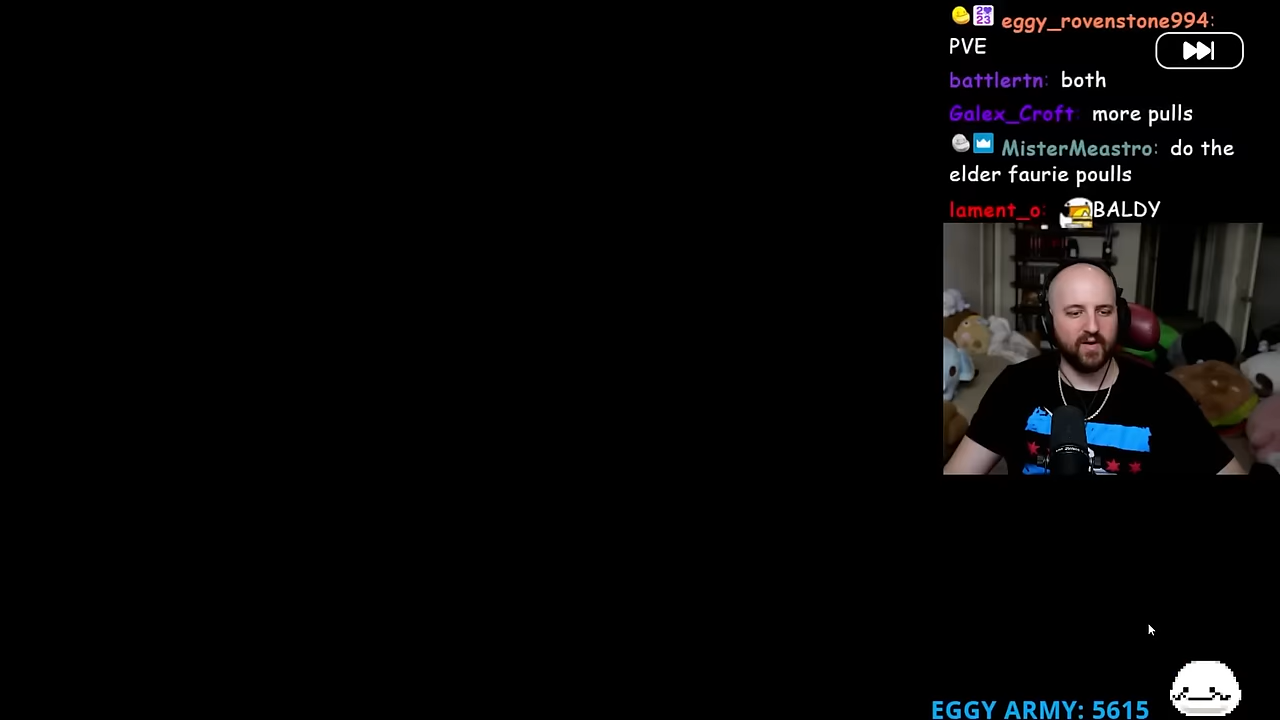 eggy_rovenstone994:
PVE
battlertn: both
Galex_Croft: more pulls
MisterMeastro: do the
elder faurie poulls
lament_o: BALDY
EGGY ARMY: 5615